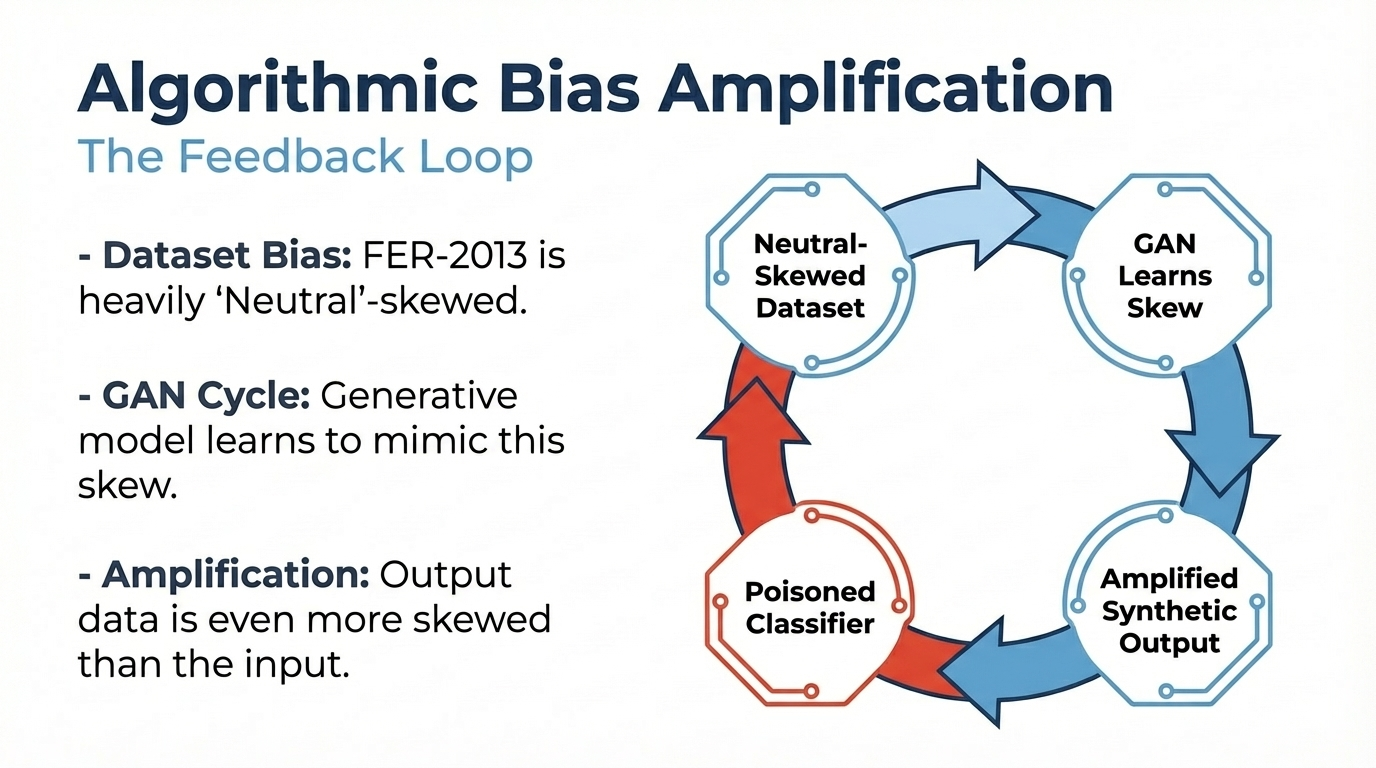 Algorithmic Bias Amplification
The Feedback Loop
- Dataset Bias: FER-2013 is
heavily ‘Neutral’-skewed.
- GAN Cycle: Generative
model learns to mimic this
skew.
- Amplification: Output
data is even more skewed
than the input.
Neutral-
Skewed
Dataset
GAN
Learns
Skew
Poisoned
Classifier
Amplified
Synthetic
Output